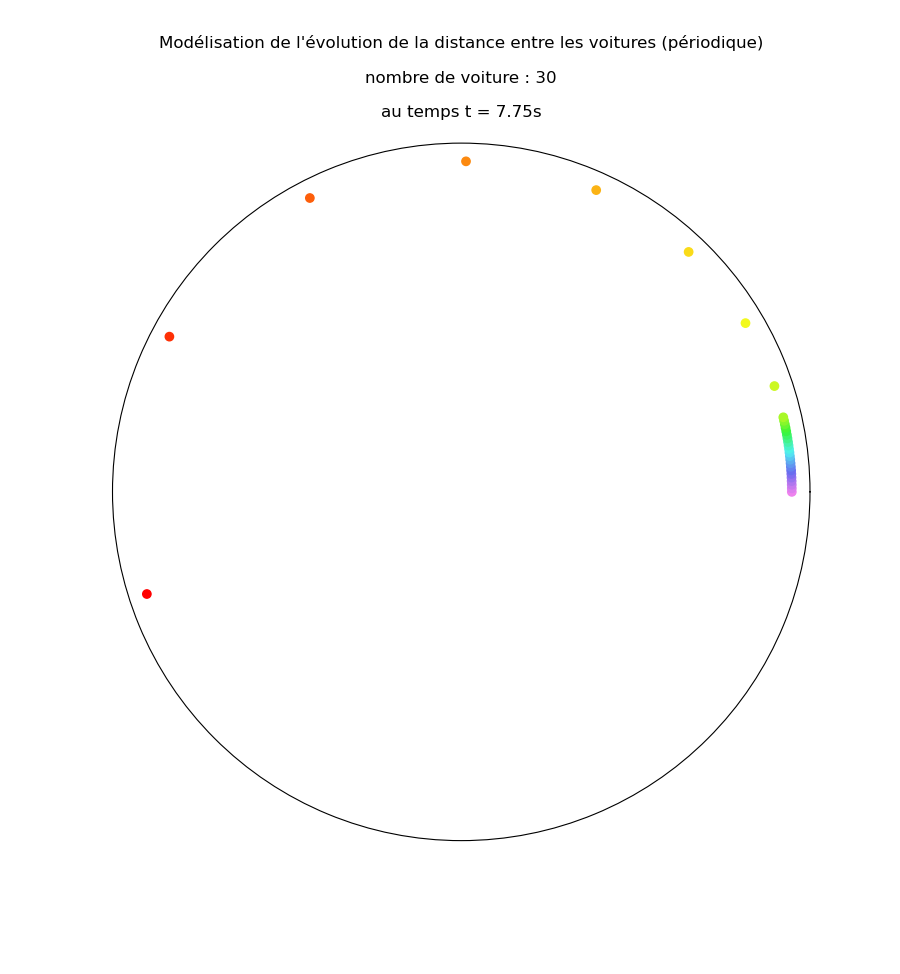 Modélisation de l'évolution de la distance entre les voitures (périodique)
nombre de voiture : 30
au temps t = 7.75s